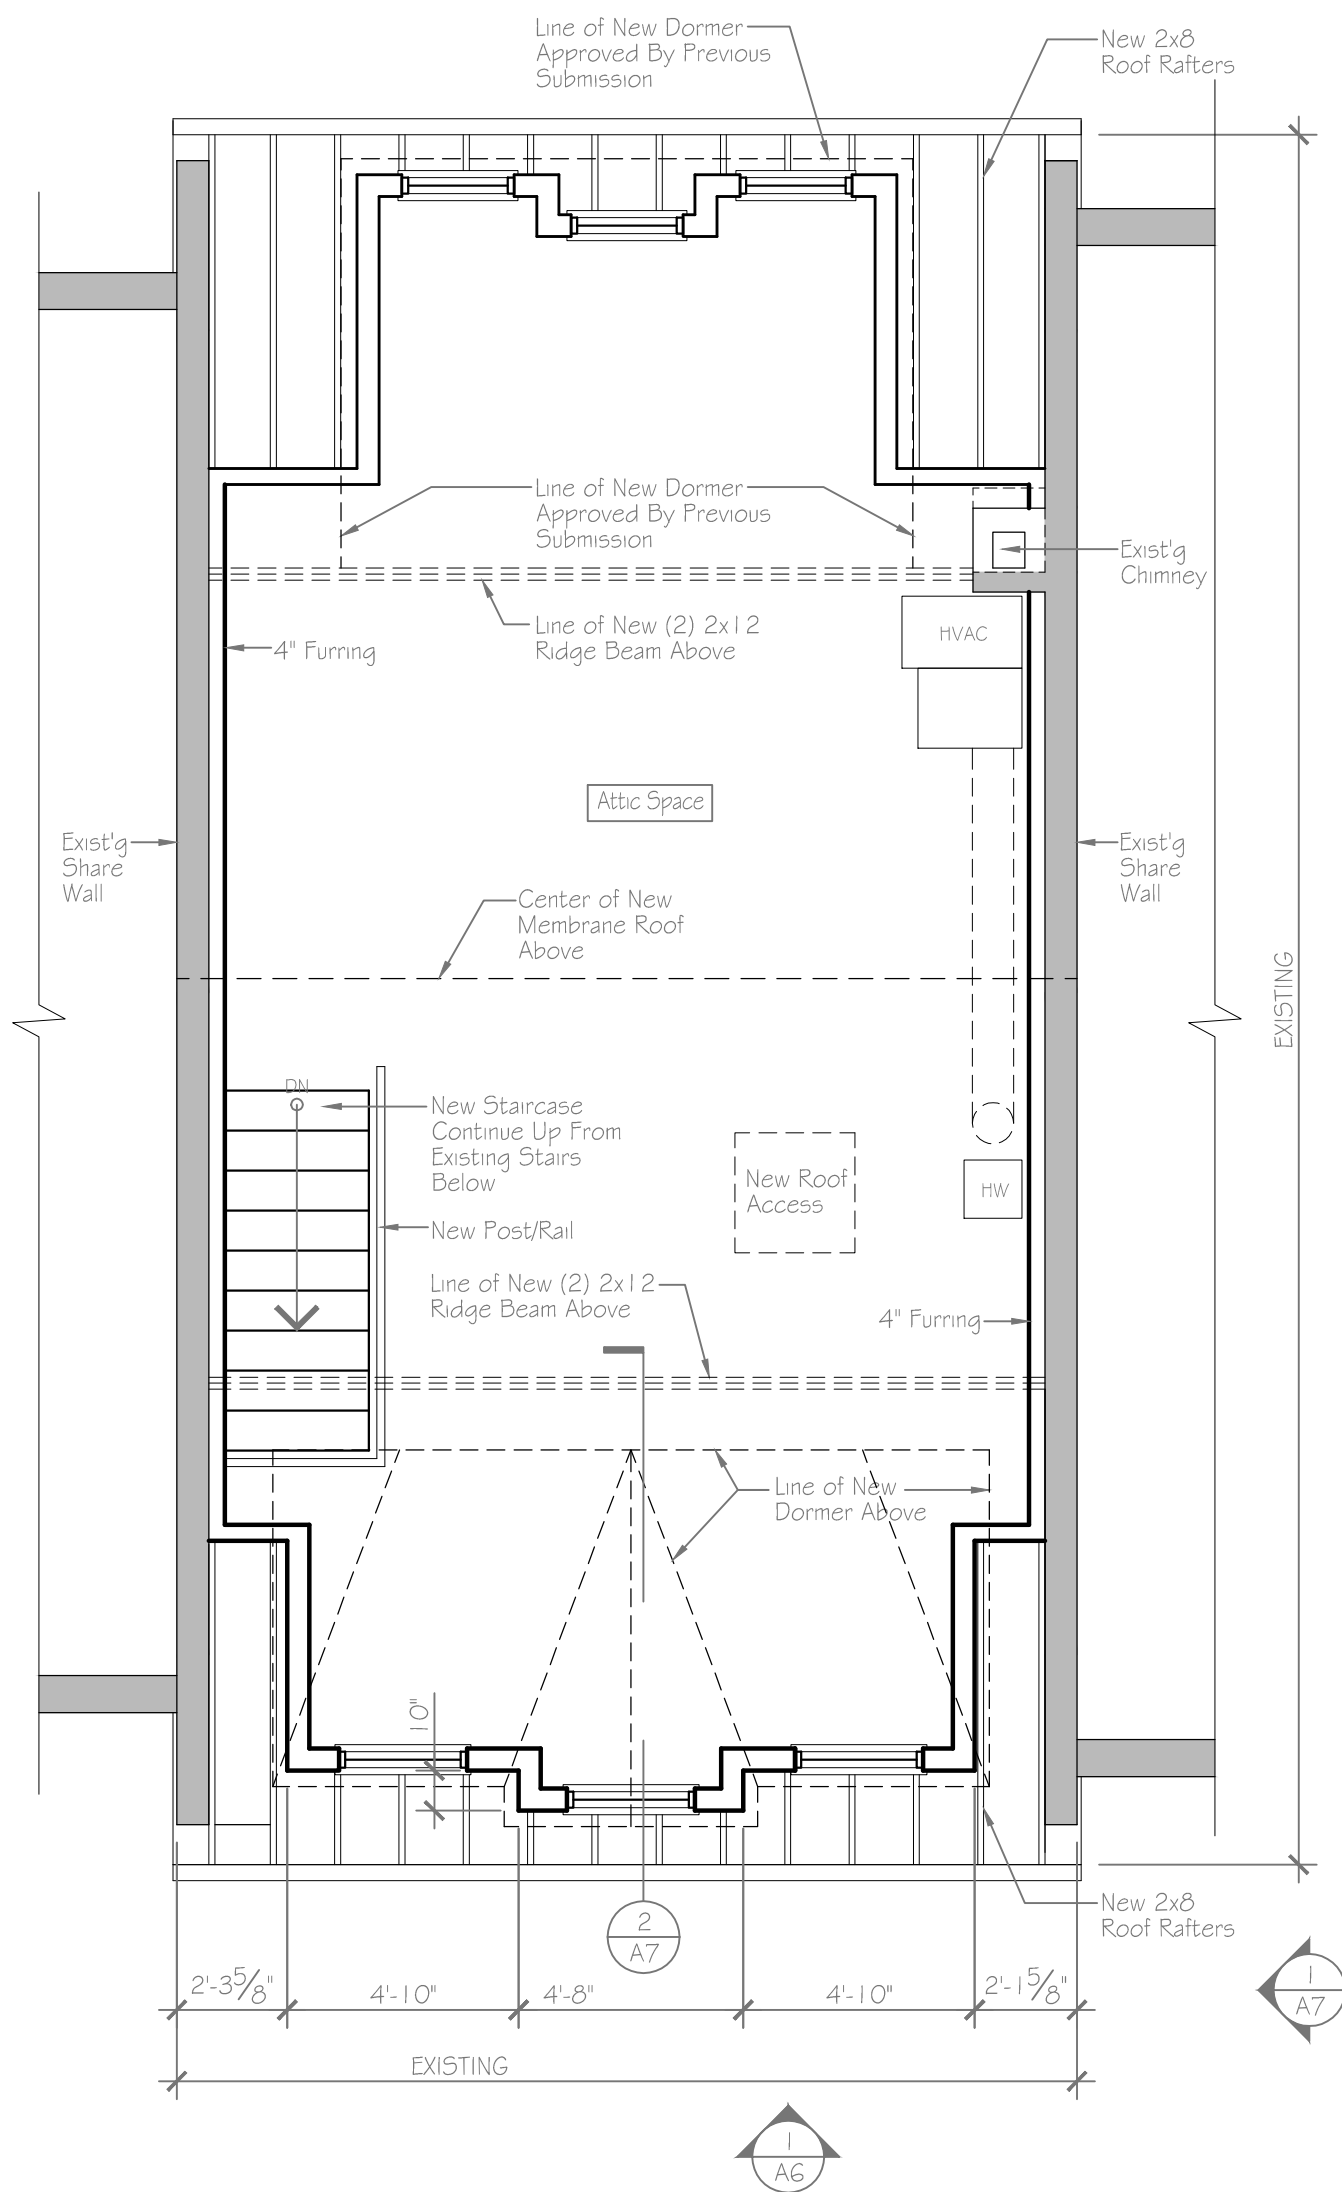 Line of New Dormer
Approved By Previous
Submission
New 2x8
Roof Rafters
Line of New Dormer
Approved By Previous
Submission
Exist'g
Chimney
Line of New (2) 2x12
Ridge Beam Above
HVAC
4" Furring
Attic Space
Exist'g
Share
Wall
Exist'g
Share
Wall
Center of New
Membrane Roof
Above
EXISTING
DN
New Staircase
Continue Up From
Existing Stairs
Below
New Roof
Access
HW
New Post/Rail
Line of New (2) 2x12
Ridge Beam Above
4" Furring
Line of New
Dormer Above
10"
New 2x8
Roof Rafters
2
A7
2'-3 5/8"
4'-10"
4'-8"
4'-10"
2'-1 5/8"
1
A7
EXISTING
1
A6